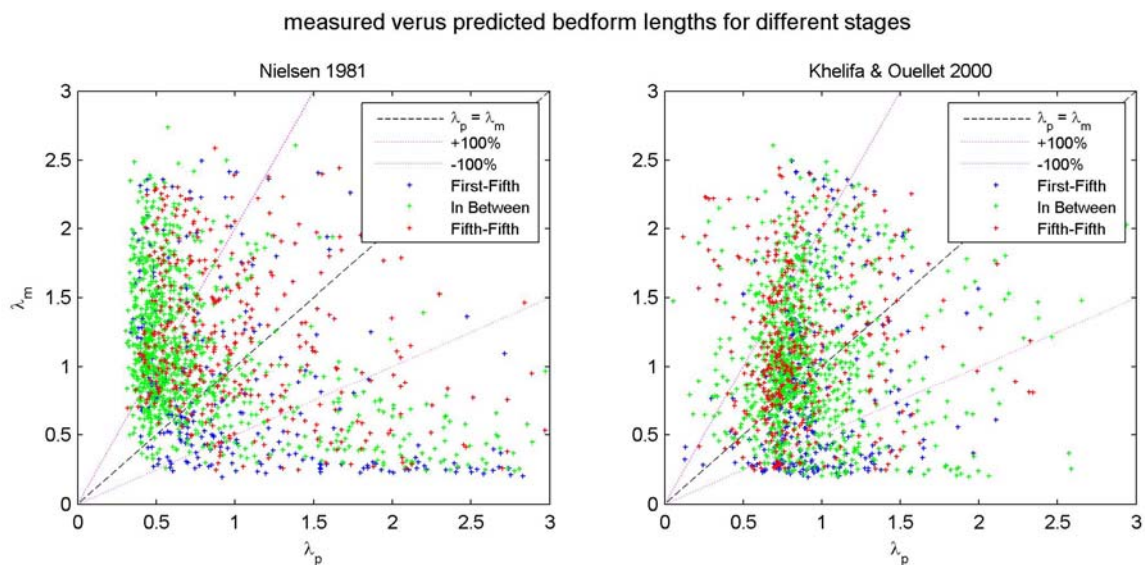 measured verus predicted bedform lengths for different stages
Nielsen 1981
λm
3
2.5
2
1.5
1
0.5
0
0
0.5
1
1.5
2
2.5
3
λp
λp = λm
+100%
-100%
First-Fifth
In Between
Fifth-Fifth
Khelifa & Ouellet 2000
3
2.5
2
1.5
1
0.5
0
0
0.5
1
1.5
2
2.5
3
λp
λp = λm
+100%
-100%
First-Fifth
In Between
Fifth-Fifth